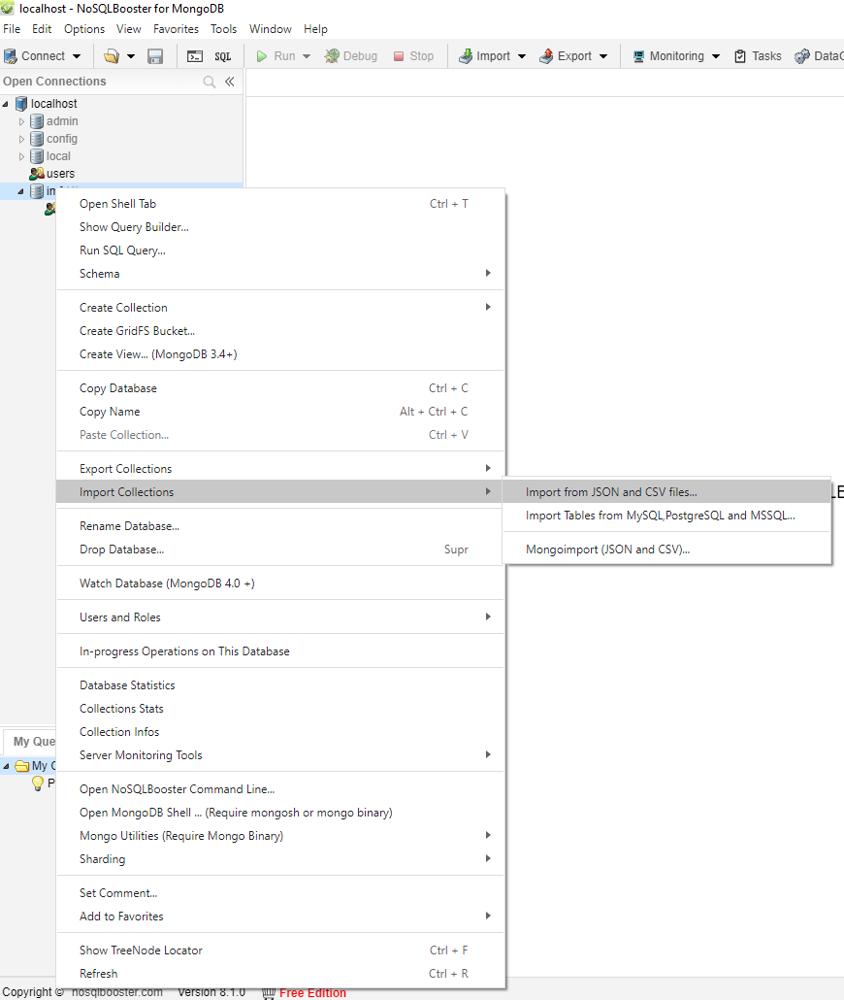 localhost - NoSQLBooster for MongoDB
File Edit Options View Favorites Tools Window Help
Connect SQL Run Debug Stop Import Export Monitoring Tasks DataG
Open Connections
localhost
admin
config
local
users
Open Shell Tab Ctrl + T
Show Query Builder...
Run SQL Query...
Schema
Create Collection
Create GridFS Bucket...
Create View... (MongoDB 3.4+)
Copy Database Ctrl + C
Copy Name Alt + Ctrl + C
Paste Collection... Ctrl + V
Export Collections
Import Collections
Import from JSON and CSV files...
LE
Import Tables from MySQL,PostgreSQL and MSSQL...
Rename Database...
Drop Database... Supr
Mongoimport (JSON and CSV)...
Watch Database (MongoDB 4.0 +)
Users and Roles
In-progress Operations on This Database
Database Statistics
Collections Stats
Collection Infos
Server Monitoring Tools
My Que
My
P
Open NoSQLBooster Command Line...
Open MongoDB Shell ... (Require mongosh or mongo binary)
Mongo Utilities (Require Mongo Binary)
Sharding
Set Comment...
Add to Favorites
Show TreeNode Locator Ctrl + F
Refresh Ctrl + R
Copyright © nosqlbooster.com Version 8.1.0 Free Edition